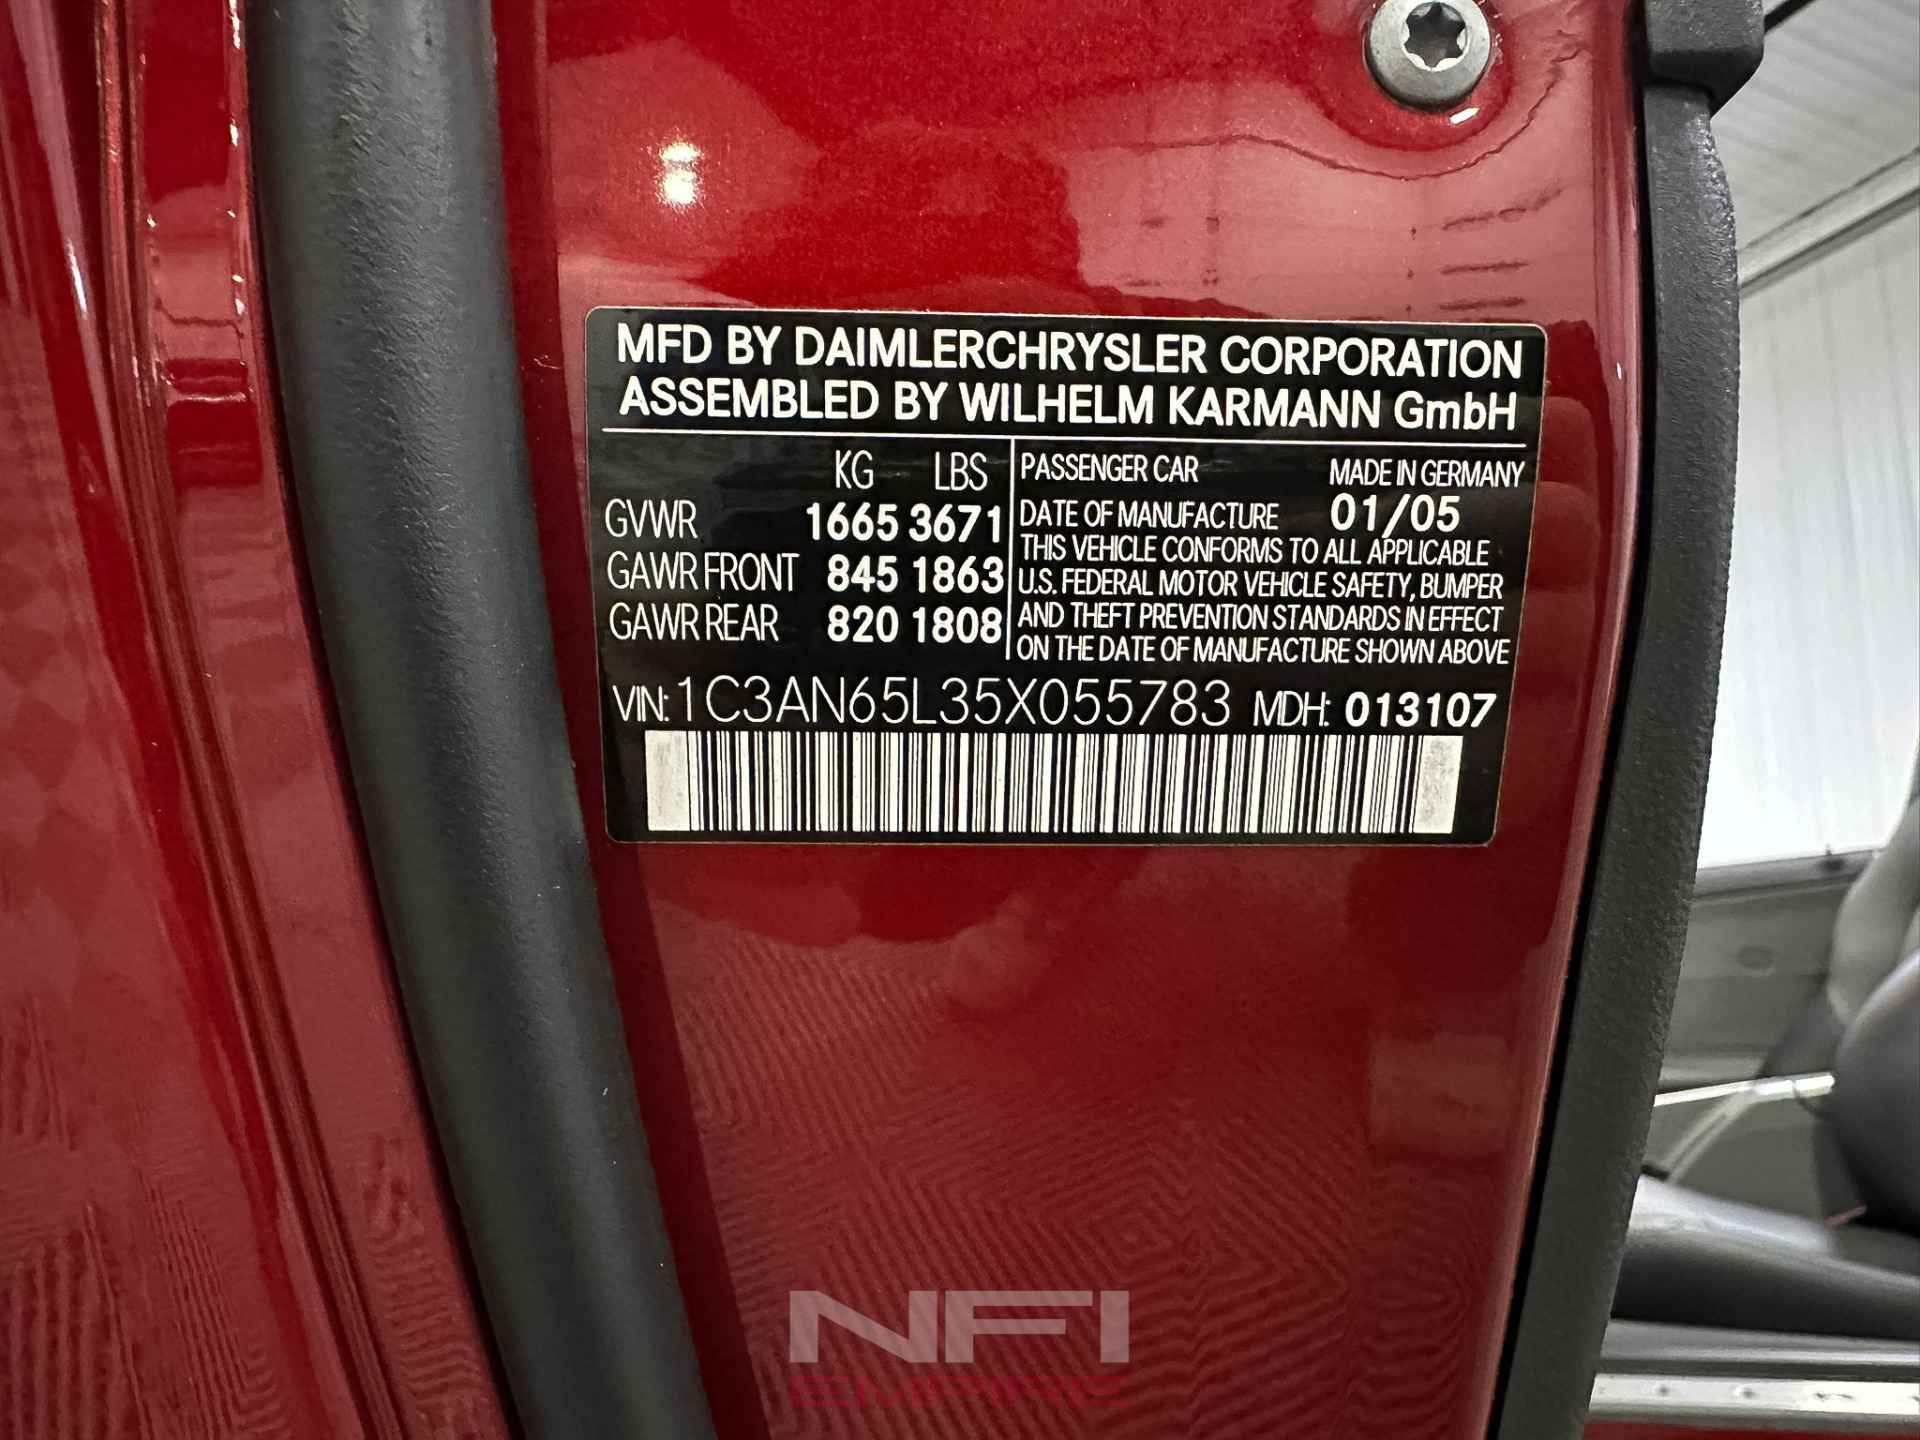 MFD BY DAIMLERCHRYSLER CORPORATION
ASSEMBLED BY WILHELM KARMANN GmbH
KG LBS
GVWR 1665 3671
GAWR FRONT 845 1863
GAWR REAR 820 1808
PASSENGER CAR MADE IN GERMANY
DATE OF MANUFACTURE 01/05
THIS VEHICLE CONFORMS TO ALL APPLICABLE
U.S. FEDERAL MOTOR VEHICLE SAFETY, BUMPER
AND THEFT PREVENTION STANDARDS IN EFFECT
ON THE DATE OF MANUFACTURE SHOWN ABOVE
VIN: 1C3AN65L35X055783 MDH: 013107
NFI
EMPIRE